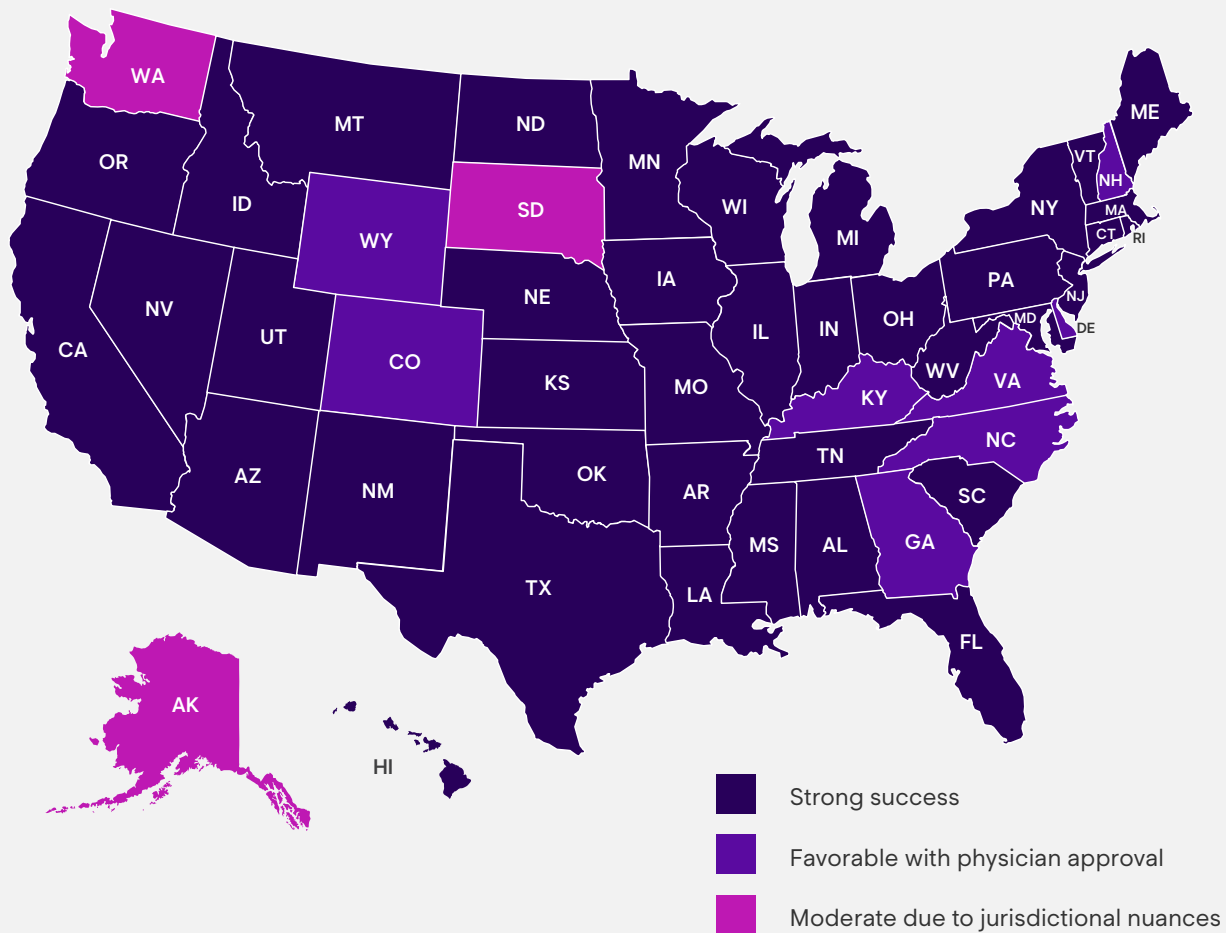 WA
MT
ND
ME
OR
MN
VT
NH
ID
SD
WI
NY
MA
WY
MI
CT
RI
NV
NE
IA
PA
NJ
CA
UT
CO
IL
IN
OH
MD
DE
KS
MO
WV
VA
KY
AZ
NM
OK
TN
NC
AR
SC
MS
AL
GA
TX
LA
FL
AK
HI
Strong success
Favorable with physician approval
Moderate due to jurisdictional nuances